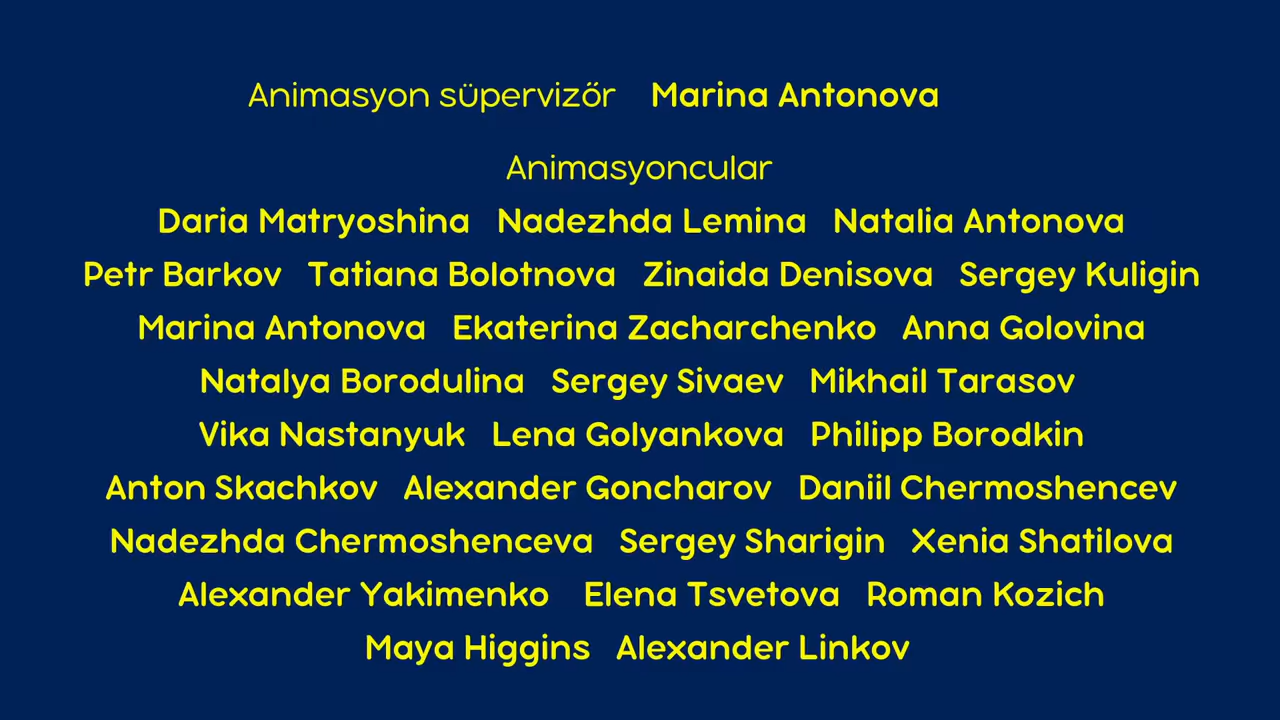 Animasyon süpervizőr Marina Antonova
Animasyoncular
Daria Matryoshina Nadezhda Lemina Natalia Antonova
Petr Barkov Tatiana Bolotnova Zinaida Denisova Sergey Kuligin
Marina Antonova Ekaterina Zacharchenko Anna Golovina
Natalya Borodulina Sergey Sivaev Mikhail Tarasov
Vika Nastanyuk Lena Golyankova Philipp Borodkin
Anton Skachkov Alexander Goncharov Daniil Chermoshencev
Nadezhda Chermoshenceva Sergey Sharigin Xenia Shatilova
Alexander Yakimenko Elena Tsvetova Roman Kozich
Maya Higgins Alexander Linkov